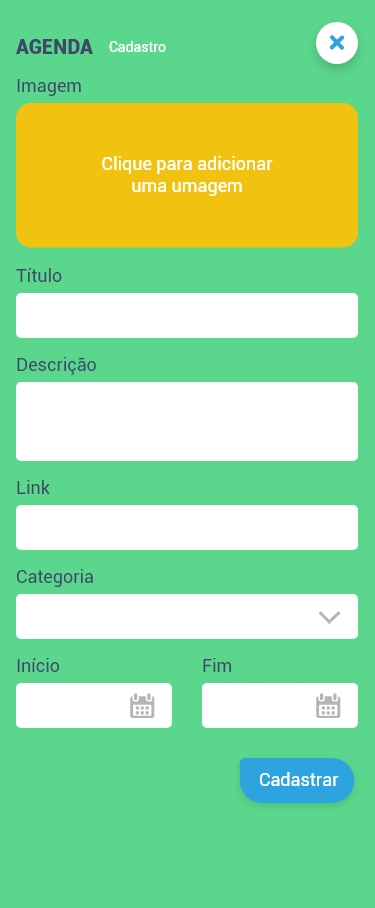 AGENDA Cadastro
Imagem
Clique para adicionar
uma umagem
Título
Descrição
Link
Categoria
Início Fim
Cadastrar